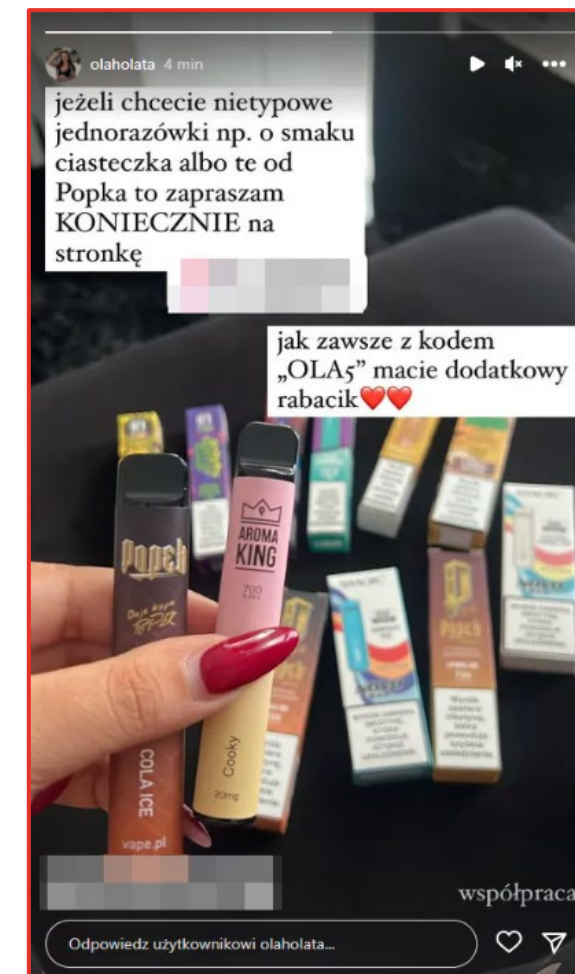 olaholata 4 min
jeżeli chcecie nietypowe
jednorazówki np. o smaku
ciasteczka albo te od
Popka to zapraszam
KONIECZNIE na
stronkę
jak zawsze z kodem
„OLA5” macie dodatkowy
rabacik❤️❤️
Popek
AROMA
KING
700
COLA ICE
Cooky
20mg
vape.pl
współpraca
Odpowiedz użytkownikowi olaholata...